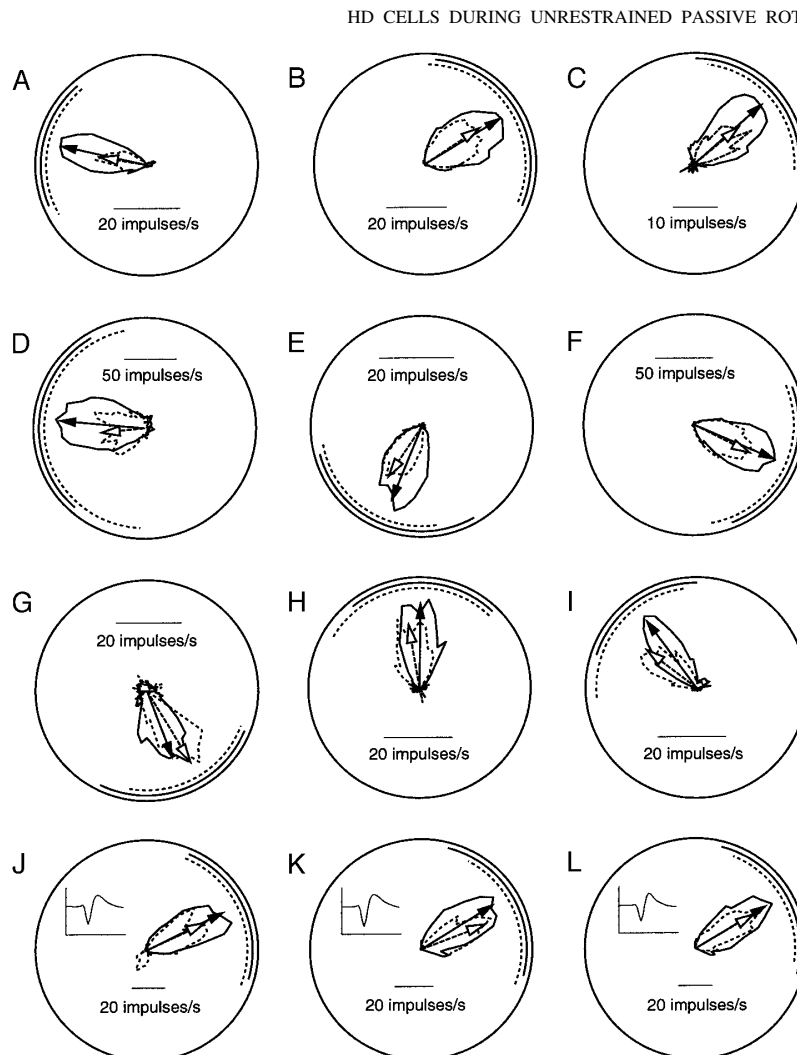 HD CELLS DURING UNRESTRAINED PASSIVE ROT
A B C
20 impulses/s 20 impulses/s 10 impulses/s
D E F
50 impulses/s 20 impulses/s 50 impulses/s
G H I
20 impulses/s 20 impulses/s 20 impulses/s
J K L
20 impulses/s 20 impulses/s 20 impulses/s